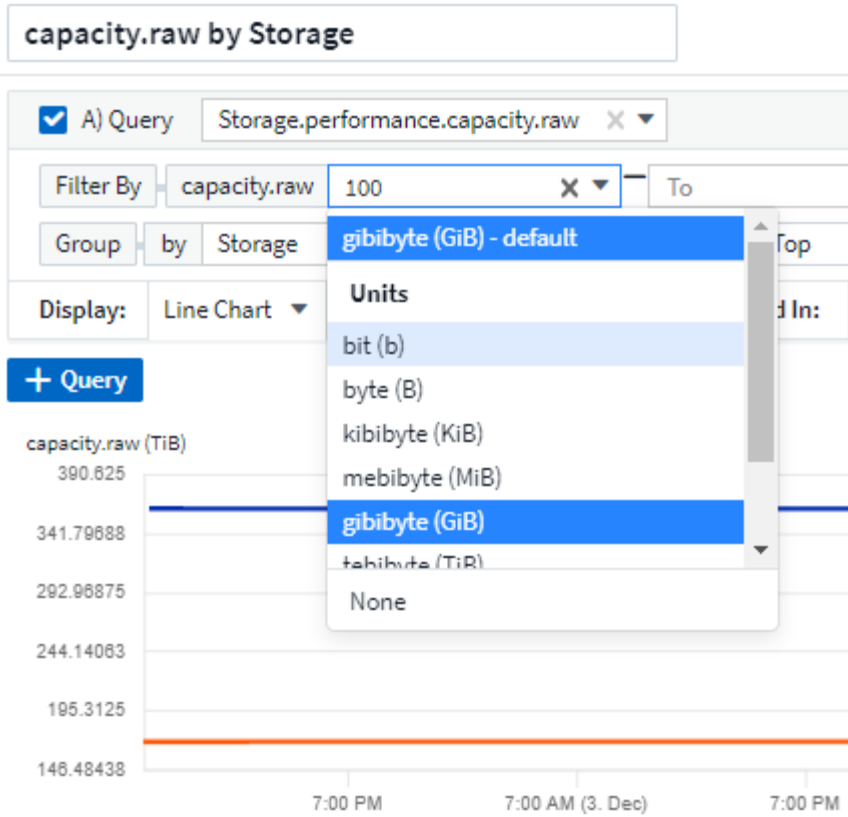 capacity.raw by Storage
A) Query Storage.performance.capacity.raw
Filter By capacity.raw 100 To
Group by Storage Top
gibibyte (GiB) - default
Units
Display: Line Chart d In:
bit (b)
+ Query
byte (B)
kibibyte (KiB)
capacity.raw (TiB)
mebibyte (MiB)
390.625
gibibyte (GiB)
341.79688
tebibyte (TiB)
292.96875
None
244.14063
195.3125
146.48438
7:00 PM 7:00 AM (3. Dec) 7:00 PM